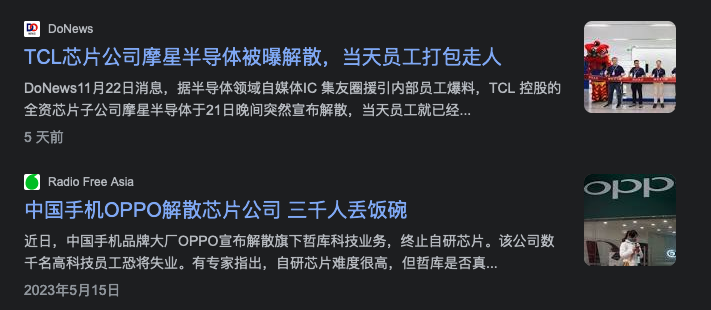 DoNews
TCL芯片公司摩星半导体被曝解散，当天员工打包走人
DoNews11月22日消息，据半导体领域自媒体IC 集友圈援引内部员工爆料，TCL 控股的
全资芯片子公司摩星半导体于21日晚间突然宣布解散，当天员工就已经...
5 天前
Radio Free Asia
中国手机OPPO解散芯片公司 三千人丢饭碗
近日，中国手机品牌大厂OPPO宣布解散旗下哲库科技业务，终止自研芯片。该公司数
千名高科技员工恐将失业。有专家指出，自研芯片难度很高，但哲库是否真...
2023年5月15日
oppo